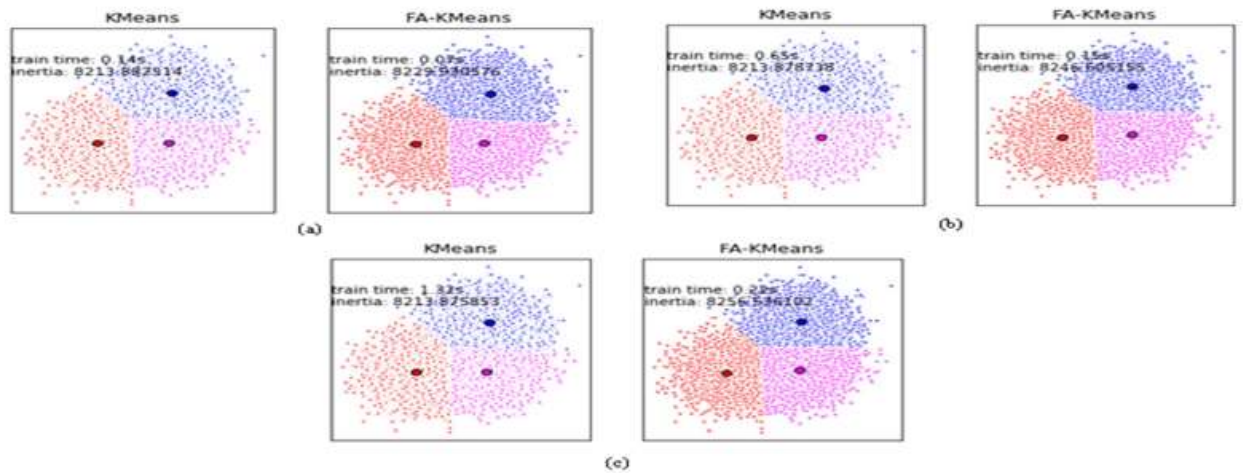 KMeans
FA-KMeans
train time: 0.14s
inertia: 8213.882514
train time: 0.07s
inertia: 8229.930576
(a)
KMeans
FA-KMeans
train time: 0.65s
inertia: 8213.878738
train time: 0.15s
inertia: 8246.605155
(b)
KMeans
FA-KMeans
train time: 1.32s
inertia: 8213.875853
train time: 0.22s
inertia: 8256.536102
(c)